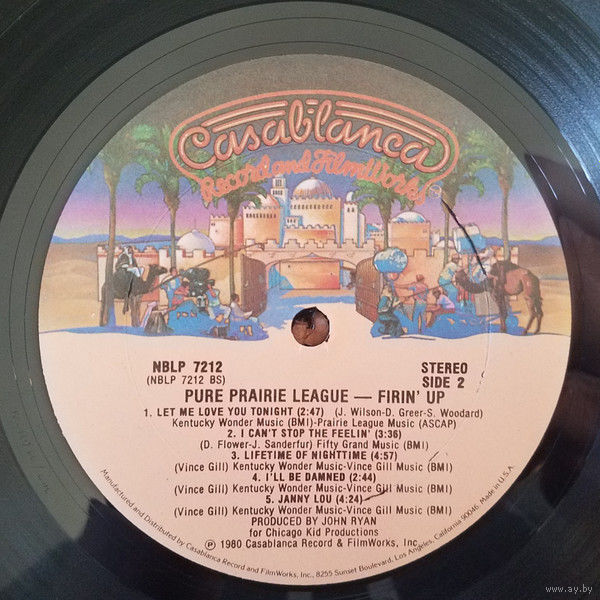 Casablanca
Record and FilmWorks
NBLP 7212
(NBLP 7212 BS)
STEREO
SIDE 2
PURE PRAIRIE LEAGUE — FIRIN' UP
1. LET ME LOVE YOU TONIGHT (2:47) (J. Wilson-D. Greer-S. Woodard)
Kentucky Wonder Music (BMI)-Prairie League Music (ASCAP)
2. I CAN'T STOP THE FEELIN' (3:36)
(D. Flower-J. Sanderfur) Fifty Grand Music (BMI)
3. LIFETIME OF NIGHTTIME (4:57)
(Vince Gill) Kentucky Wonder Music-Vince Gill Music (BMI)
4. I'LL BE DAMNED (2:44)
(Vince Gill) Kentucky Wonder Music-Vince Gill Music (BMI)
5. JANNY LOU (4:24)
(Vince Gill) Kentucky Wonder Music-Vince Gill Music (BMI)
PRODUCED BY JOHN RYAN
for Chicago Kid Productions
℗ 1980 Casablanca Record & FilmWorks, Inc.
Manufactured and Distributed by Casablanca Record and FilmWorks, Inc., 8255 Sunset Boulevard, Los Angeles, California 90046. Made in U.S.A.
www.ay.by